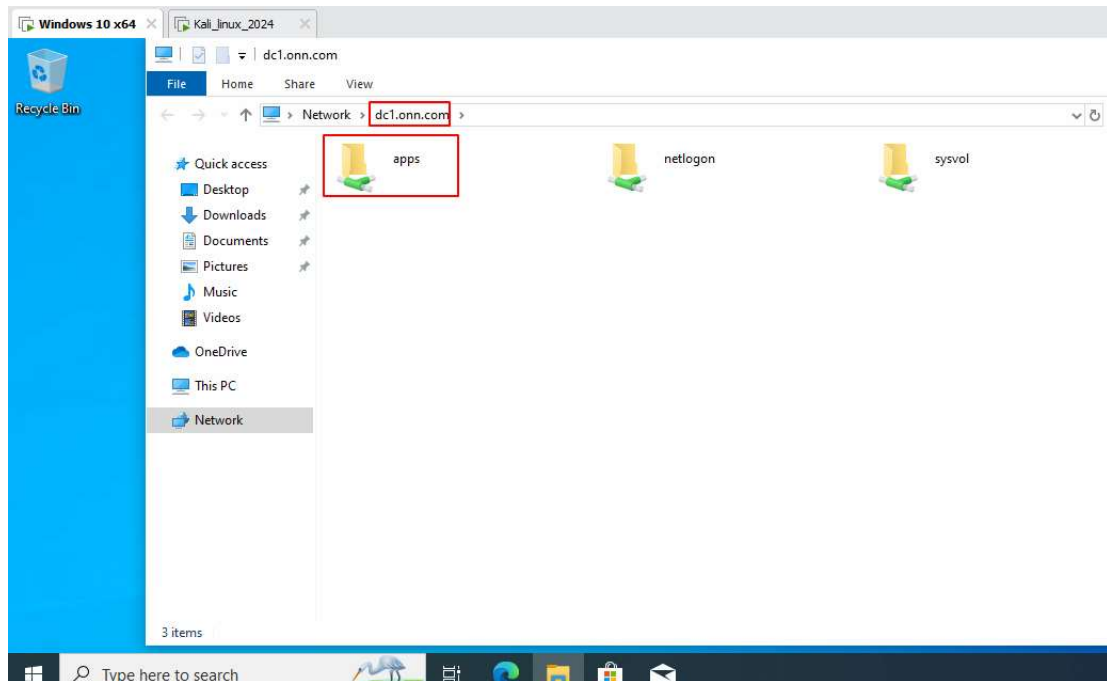 Windows 10 x64
Kali_linux_2024
Recycle Bin
dc1.onn.com
File Home Share View
Network > dc1.onn.com >
Quick access
Desktop
Downloads
Documents
Pictures
Music
Videos
OneDrive
This PC
Network
apps netlogon sysvol
3 items
Type here to search